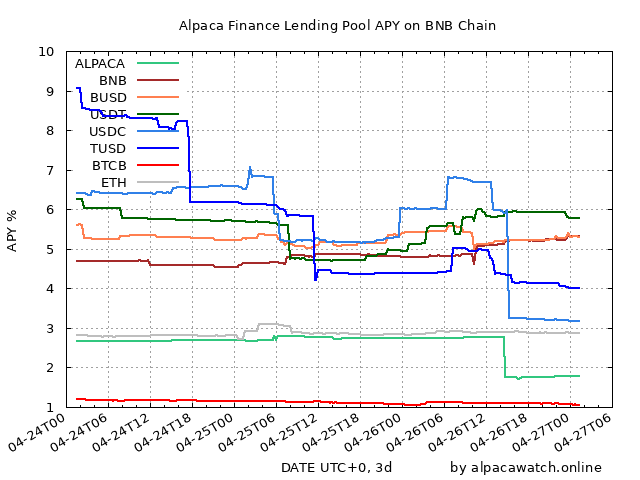 Alpaca Finance Lending Pool APY on BNB Chain
10
9
8
7
6
5
4
3
2
1
APY %
ALPACA
BNB
BUSD
USDT
USDC
TUSD
BTCB
ETH
04-24T00
04-24T06
04-24T12
04-24T18
04-25T00
04-25T06
04-25T12
04-25T18
04-26T00
04-26T06
04-26T12
04-26T18
04-27T00
04-27T06
DATE UTC+0, 3d
by alpacawatch.online